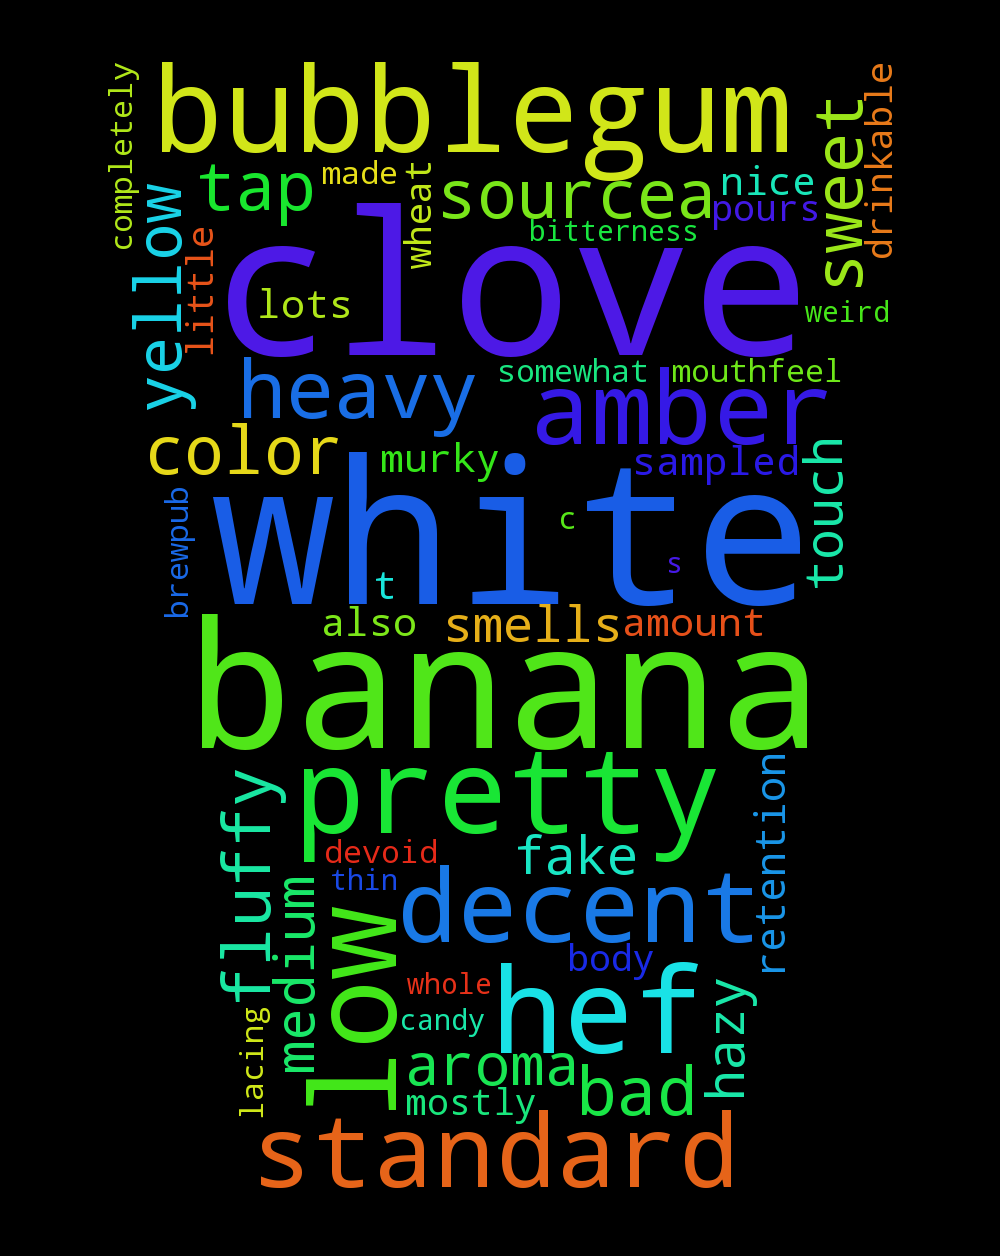 completely
bubblegum
drinkable
sweet
tap
made
wheat
sourcea
nice
pours
yellow
little
bitterness
clove
lots
weird
heavy
somewhat
mouthfeel
amber
color
murky
sampled
touch
white
brewpub
c
s
t
also
smells
amount
banana
pretty
retention
fluffy
devoid
fake
thin
decent
medium
low
body
whole
hef
candy
hazy
lacing
aroma
bad
mostly
standard